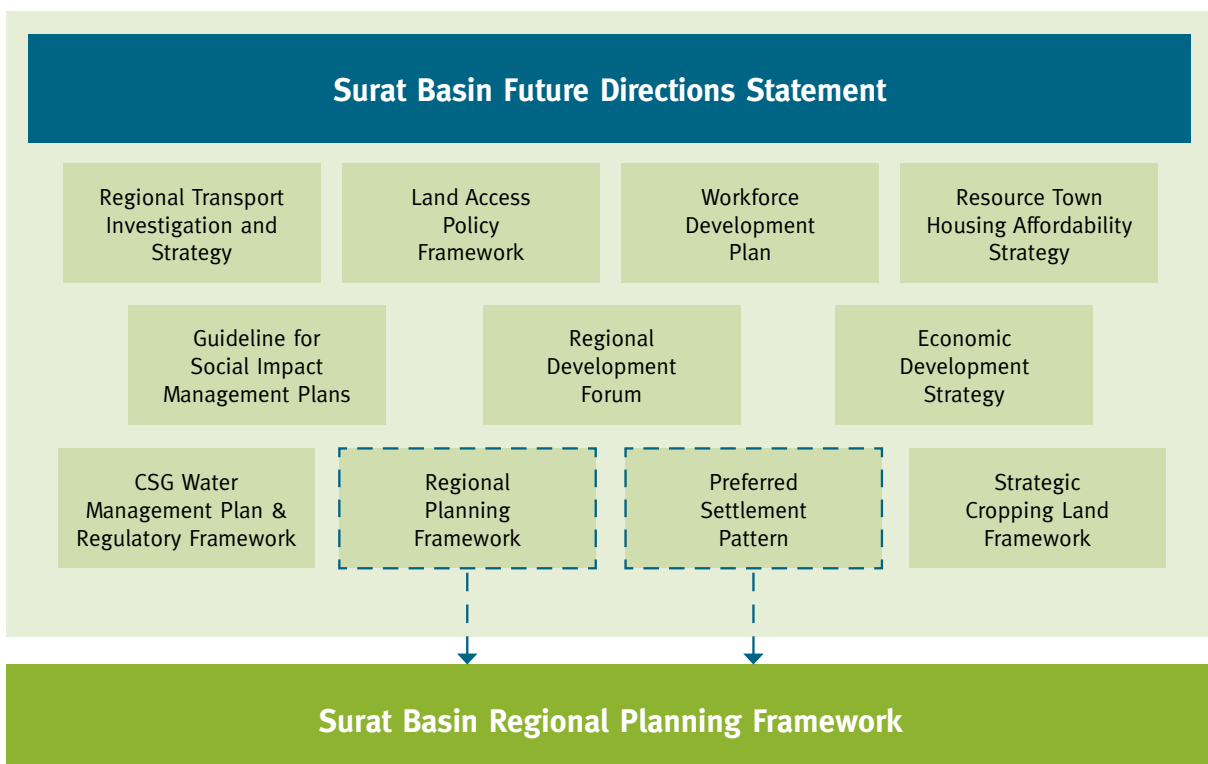 Surat Basin Future Directions Statement
Regional Transport
Investigation and
Strategy
Land Access
Policy
Framework
Workforce
Development
Plan
Resource Town
Housing Affordability
Strategy
Guideline for
Social Impact
Management Plans
Regional
Development
Forum
Economic
Development
Strategy
CSG Water
Management Plan &
Regulatory Framework
Regional
Planning
Framework
Preferred
Settlement
Pattern
Strategic
Cropping Land
Framework
Surat Basin Regional Planning Framework